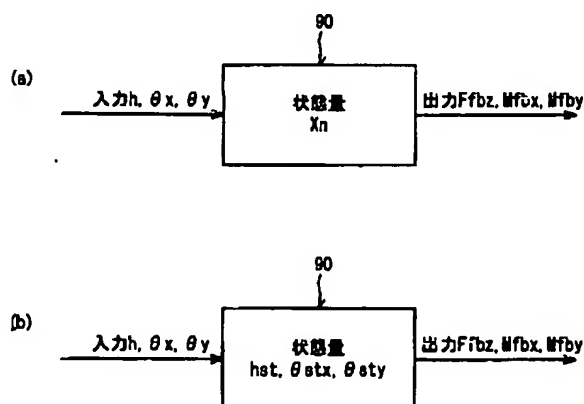 90
(a)
入力h, θx, θy
状態量
Xn
出力Ffbz, Mfbx, Mfby
90
(b)
入力h, θx, θy
状態量
hst, θstx, θsty
出力Ffbz, Mfbx, Mfby